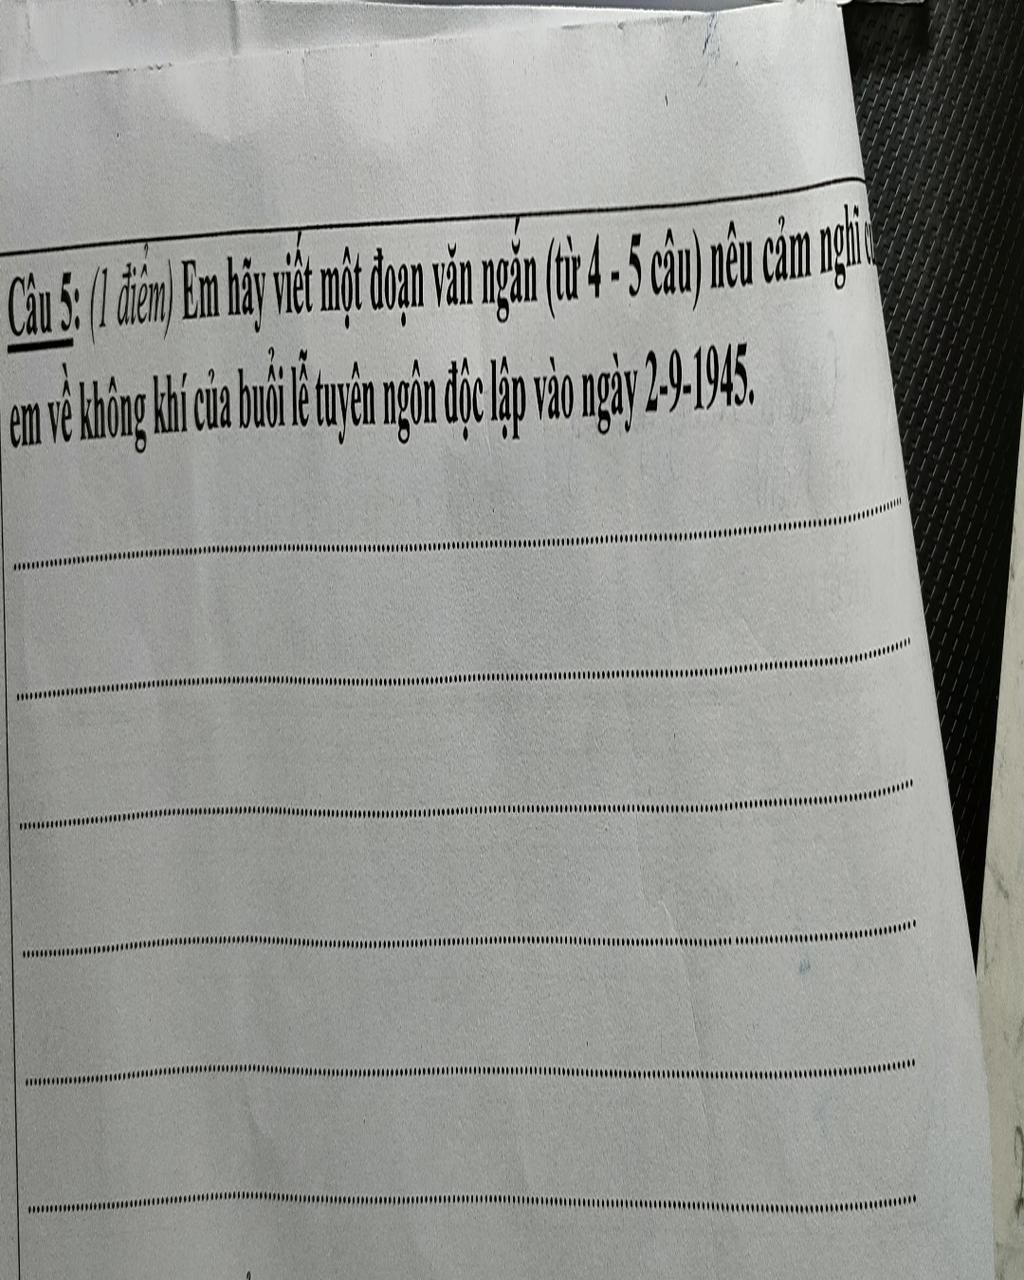 Câu 5: (1 điểm) Em hãy viết một đoạn văn ngắn (từ 4 - 5 câu) nêu cảm nghĩ
em về không khí của buổi lễ tuyên ngôn độc lập vào ngày 2-9-1945.